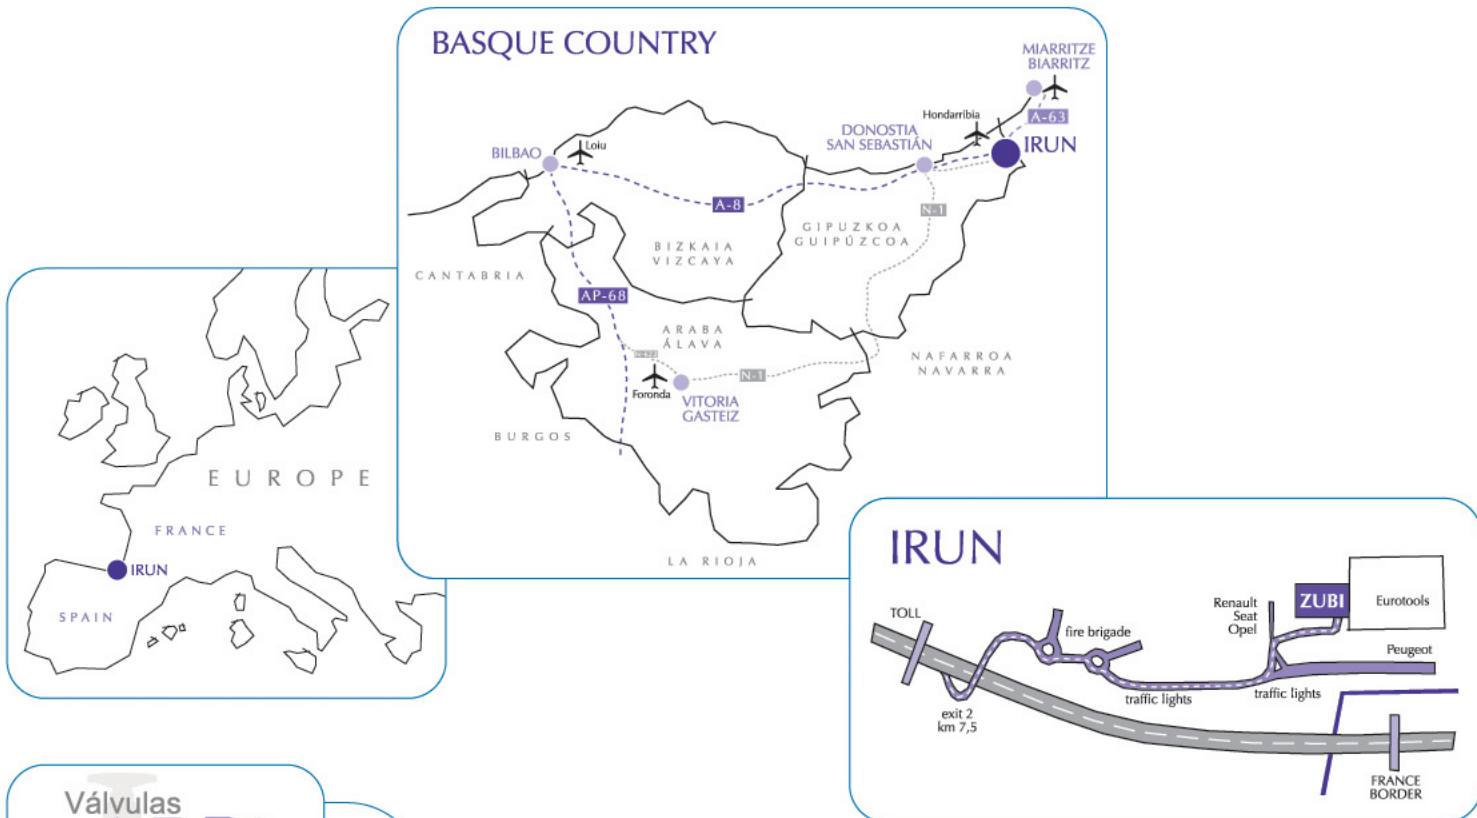 BASQUE COUNTRY
MIARRITZE
BIARRITZ
A-63
Hondarribia
IRUN
DONOSTIA
SAN SEBASTIÁN
Loiu
BILBAO
A-8
N-1
GIPUZKOA
GUIPÚZCOA
BIZKAIA
VIZCAYA
CANTABRIA
AP-68
ARABA
ÁLAVA
N-622
NAFARROA
NAVARRA
N-1
Foronda
VITORIA
GASTEIZ
BURGOS
LA RIOJA
EUROPE
FRANCE
IRUN
SPAIN
IRUN
TOLL
fire brigade
Renault
Seat
Opel
ZUBI
Eurotools
Peugeot
traffic lights
traffic lights
exit 2
km 7,5
FRANCE
BORDER
Válvulas